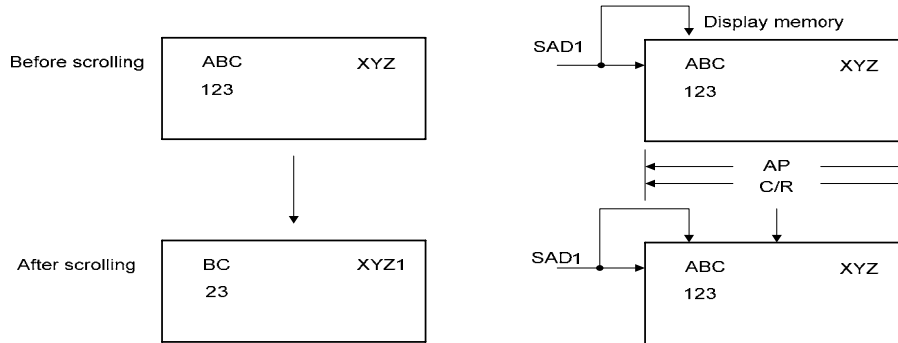 Display memory
SAD1
Before scrolling
ABC XYZ
123
ABC XYZ
123
AP
C/R
After scrolling
BC XYZ1
23
SAD1
ABC XYZ
123